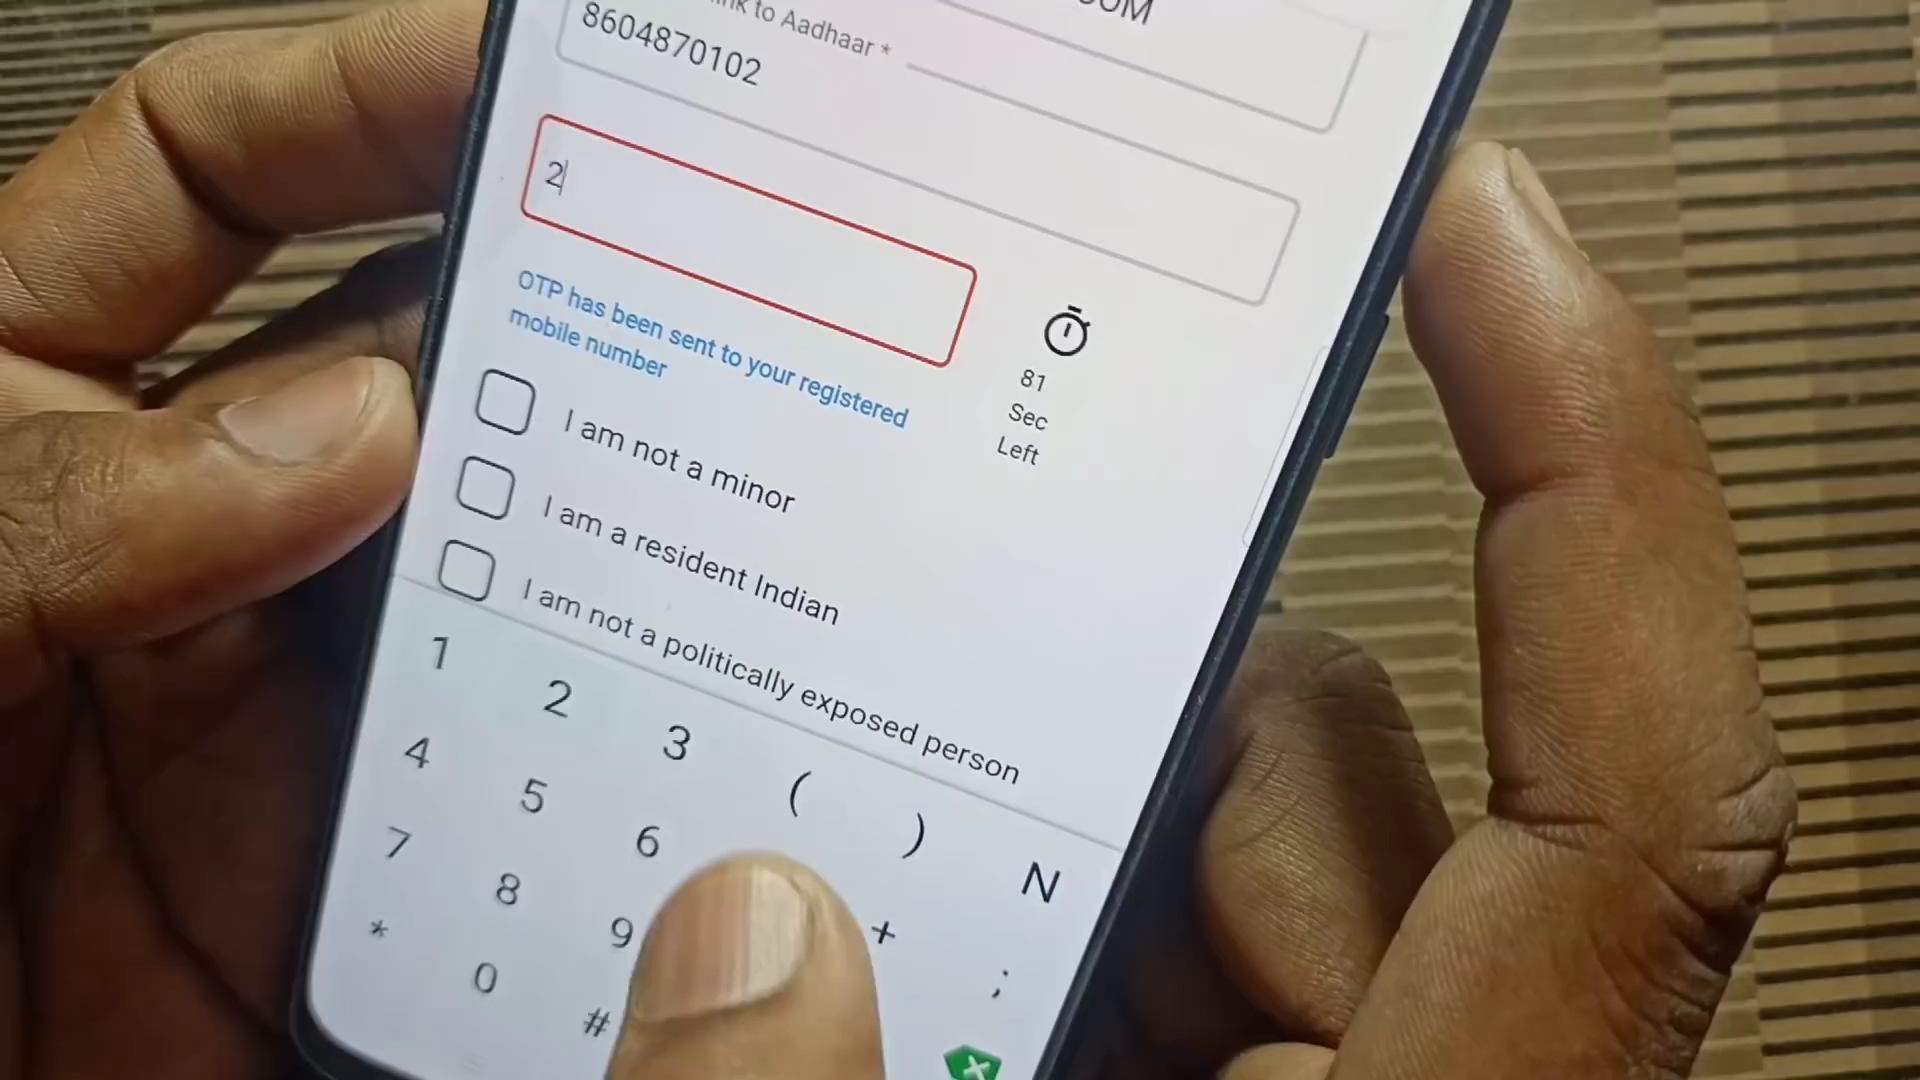 to Aadhaar *
8604870102
2
OTP has been sent to your registered
mobile number
81
Sec
Left
I am not a minor
I am a resident Indian
I am not a politically exposed person
1 2 3 ( ) N
4 5 6 +
7 8 9 ;
* 0 #